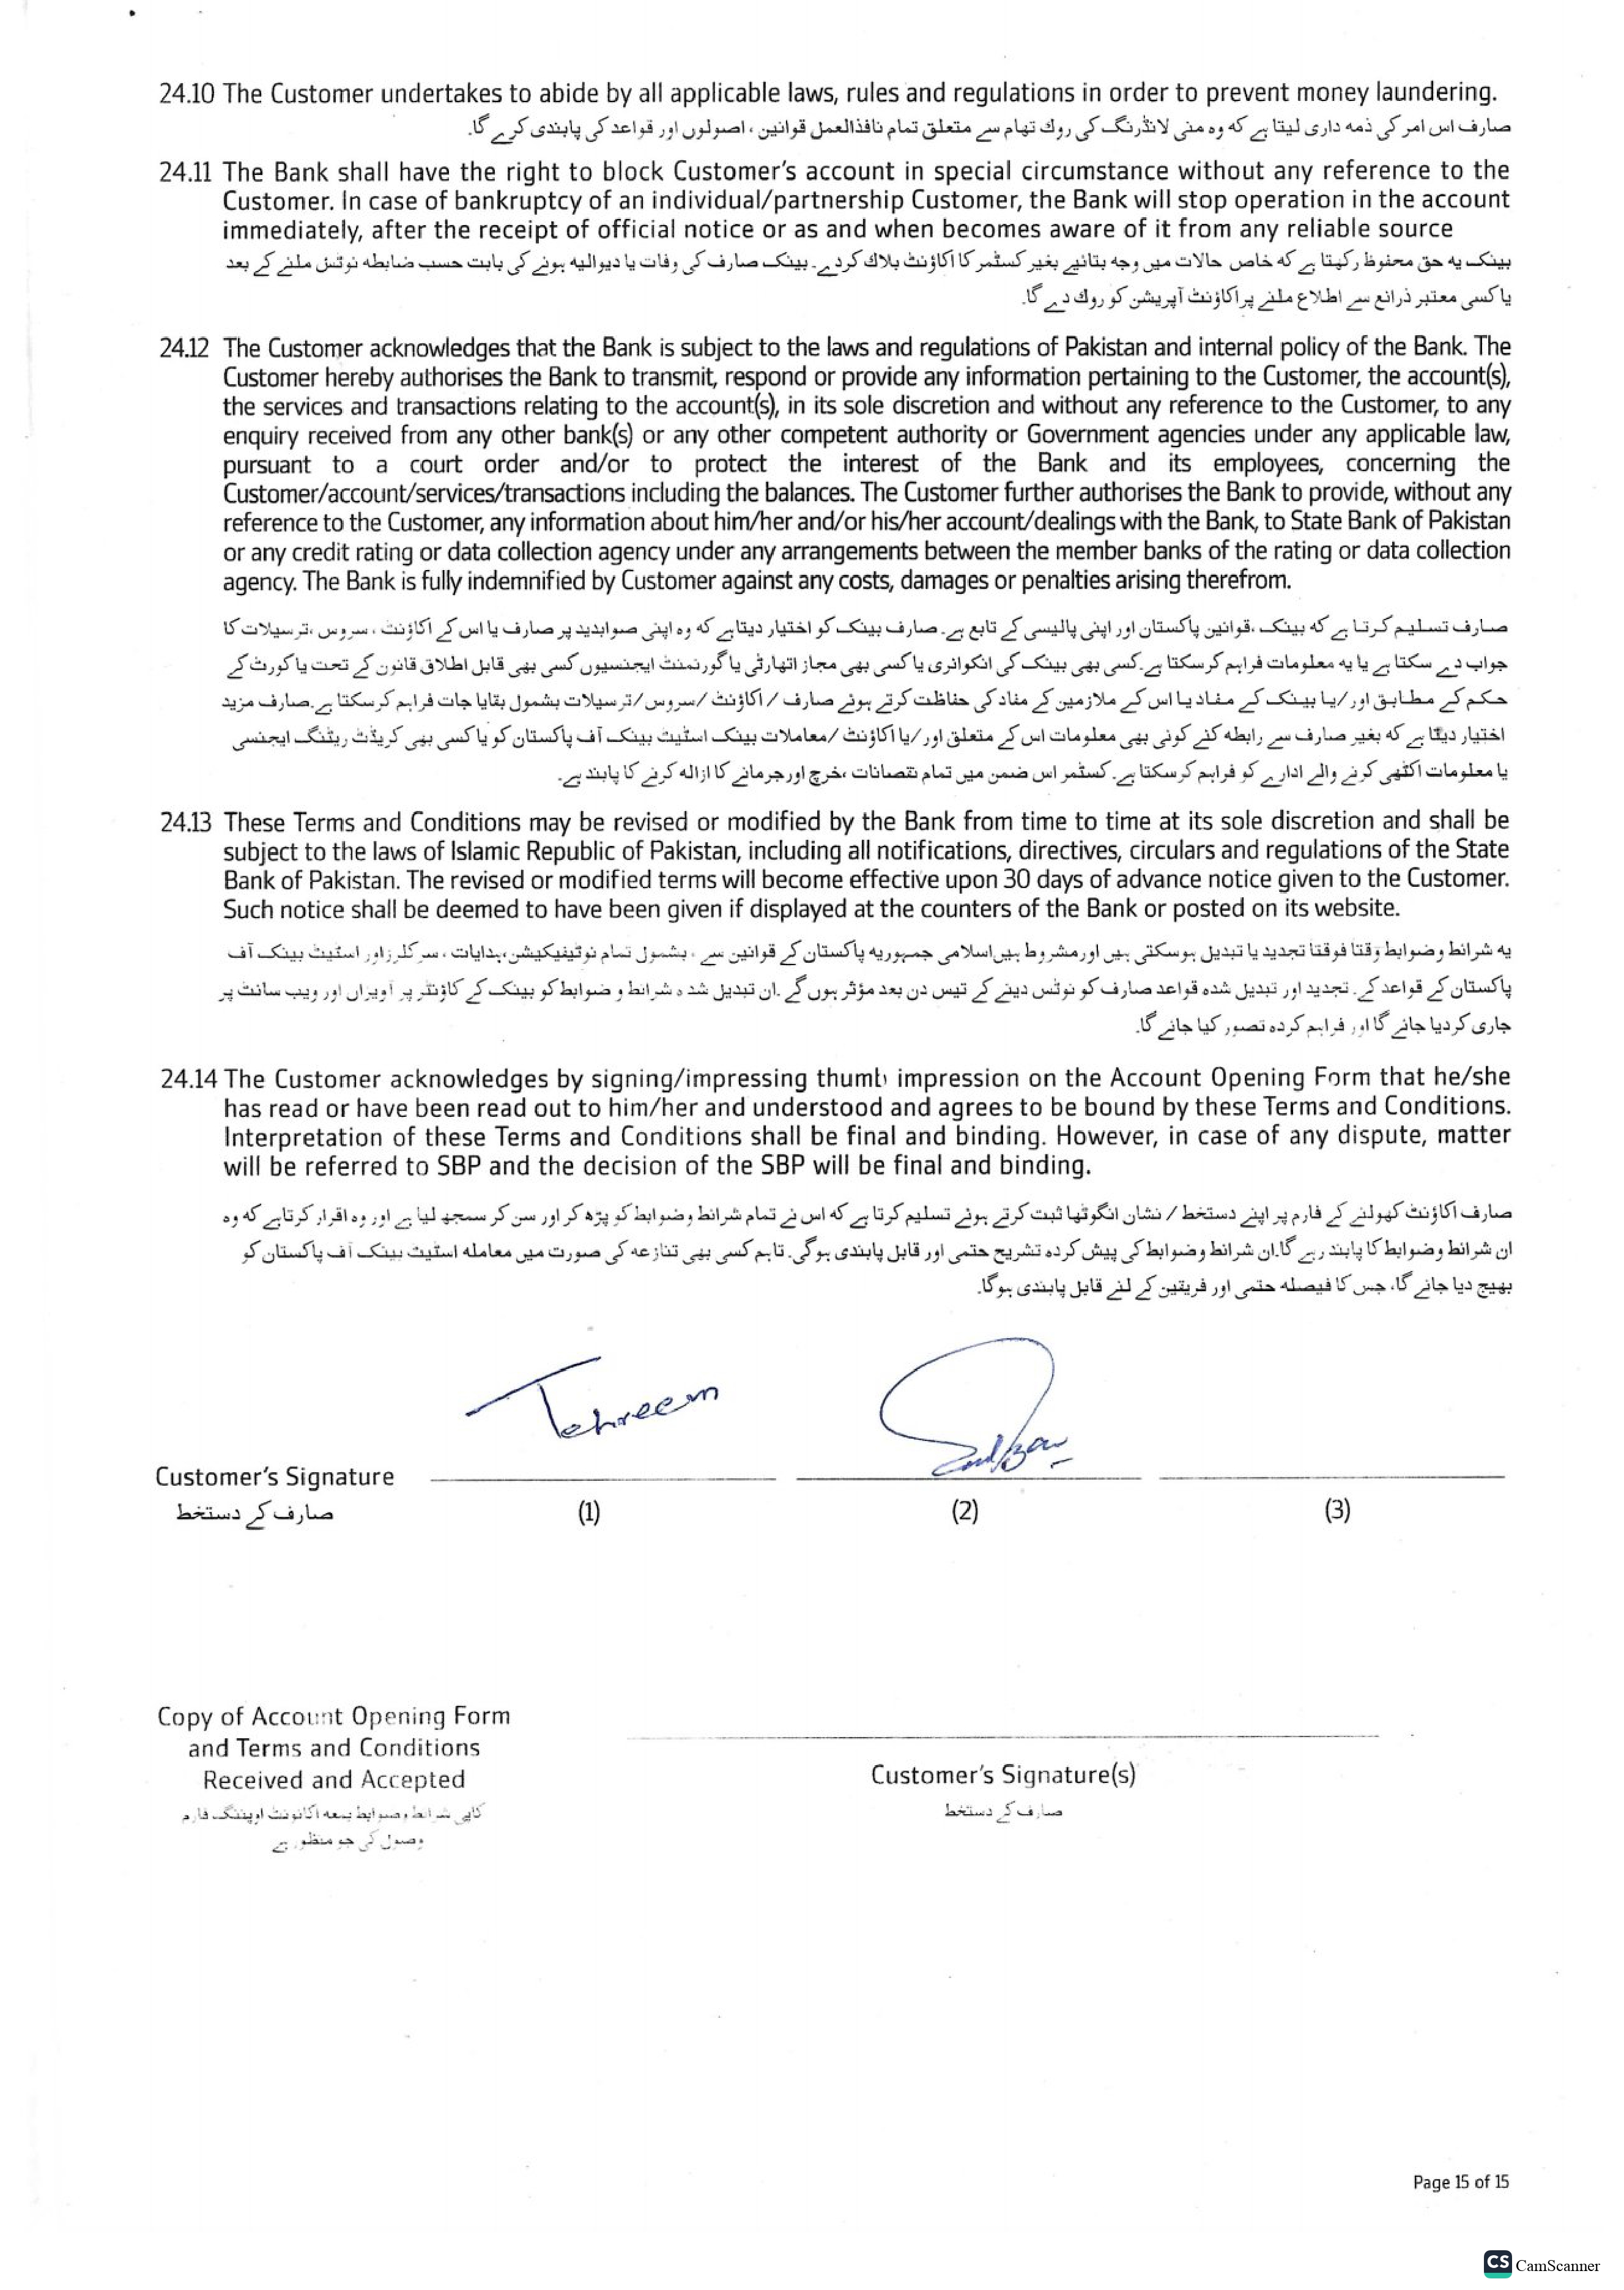 24.10 The Customer undertakes to abide by all applicable laws, rules and regulations in order to prevent money laundering.
صارف اس امر کی ذمہ داری لیتا ہے کہ وہ منی لانڈرنگ کی روک تھام سے متعلق تمام نافذالعمل قوانین ، اصولوں اور قواعد کی پابندی کرے گا.
24.11 The Bank shall have the right to block Customer's account in special circumstance without any reference to the
Customer. In case of bankruptcy of an individual/partnership Customer, the Bank will stop operation in the account
immediately, after the receipt of official notice or as and when becomes aware of it from any reliable source
بینک یہ حق محفوظ رکھتا ہے کہ خاص حالات میں وجہ بتائیے بغیر کسٹمر کا اکاؤنٹ بلاک کردے۔ بینک صارف کی وفات یا دیوالیہ ہونے کی بابت حسب ضابطہ نوٹس ملنے کے بعد
یا کسی معتبر ذرائع سے اطلاع ملنے پر اکاؤنٹ آپریشن کو روک دے گا.
24.12 The Customer acknowledges that the Bank is subject to the laws and regulations of Pakistan and internal policy of the Bank. The
Customer hereby authorises the Bank to transmit, respond or provide any information pertaining to the Customer, the account(s),
the services and transactions relating to the account(s), in its sole discretion and without any reference to the Customer, to any
enquiry received from any other bank(s) or any other competent authority or Government agencies under any applicable law,
pursuant to a court order and/or to protect the interest of the Bank and its employees, concerning the
Customer/account/services/transactions including the balances. The Customer further authorises the Bank to provide, without any
reference to the Customer, any information about him/her and/or his/her account/dealings with the Bank, to State Bank of Pakistan
or any credit rating or data collection agency under any arrangements between the member banks of the rating or data collection
agency. The Bank is fully indemnified by Customer against any costs, damages or penalties arising therefrom.
صارف تسلیم کرتا ہے کہ بینک ،قوانین پاکستان اور اپنی پالیسی کے تابع ہے. صارف بینک کو اختیار دیتاہے کہ وہ اپنی صوابدید پر صارف یا اس کے اکاؤنٹ ، سروس ،ترسیلات کا
جواب دے سکتا ہے یا یہ معلومات فراہم کرسکتا ہے.کسی بھی بینک کی انکوائری یا کسی بھی مجاز اتھارٹی یا گورنمنٹ ایجنسیوں کسی بھی قابل اطلاق قانون کے تحت یا کورٹ کے
حکم کے مطابق اور/یا بینک کے مفاد یا اس کے ملازمین کے مفاد کی حفاظت کرتے ہوئے صارف / اکاؤنٹ /سروس/ترسیلات بشمول بقایا جات فراہم کرسکتا ہے.صارف مزید
اختیار دیتا ہے کہ بغیر صارف سے رابطہ کئے کوئی بھی معلومات اس کے متعلق اور/یا اکاؤنٹ /معاملات بینک اسٹیٹ بینک آف پاکستان کو یا کسی بھی کریڈٹ ریٹنگ ایجنسی
یا معلومات اکٹھی کرنے والے ادارے کو فراہم کرسکتا ہے. کسٹمر اس ضمن میں تمام نقصانات ،خرچ اورجرمانے کا ازالہ کرنے کا پابند ہے.
24.13 These Terms and Conditions may be revised or modified by the Bank from time to time at its sole discretion and shall be
subject to the laws of Islamic Republic of Pakistan, including all notifications, directives, circulars and regulations of the State
Bank of Pakistan. The revised or modified terms will become effective upon 30 days of advance notice given to the Customer.
Such notice shall be deemed to have been given if displayed at the counters of the Bank or posted on its website.
یہ شرائط وضوابط وقتا فوقتا تجدید یا تبدیل ہوسکتی ہیں اورمشروط ہیں اسلامی جمہوریہ پاکستان کے قوانین سے ، بشمول تمام نوٹیفیکیشن،ہدایات ، سرکلرز اور اسٹیٹ بینک آف
پاکستان کے قواعد کے. تجدید اور تبدیل شدہ قواعد صارف کو نوٹس دینے کے تیس دن بعد مؤثر ہوں گے .ان تبدیل شدہ شرائط و ضوابط کو بینک کے کاؤنٹر پر آویزاں اور ویب سائٹ پر
جاری کردیا جائے گا اور فراہم کردہ تصور کیا جائے گا.
24.14 The Customer acknowledges by signing/impressing thumb impression on the Account Opening Form that he/she
has read or have been read out to him/her and understood and agrees to be bound by these Terms and Conditions.
Interpretation of these Terms and Conditions shall be final and binding. However, in case of any dispute, matter
will be referred to SBP and the decision of the SBP will be final and binding.
صارف اکاؤنٹ کھولنے کے فارم پر اپنے دستخط / نشان انگوٹھا ثبت کرتے ہوئے تسلیم کرتا ہے کہ اس نے تمام شرائط وضوابط کو پڑھ کر اور سن کر سمجھ لیا ہے اور وہ اقرار کرتاہے کہ وہ
ان شرائط وضوابط کا پابند رہے گا.ان شرائط وضوابط کی پیش کردہ تشریح حتمی اور قابل پابندی ہوگی. تاہم کسی بھی تنازعہ کی صورت میں معاملہ اسٹیٹ بینک آف پاکستان کو
بھیج دیا جائے گا، جس کا فیصلہ حتمی اور فریقین کے لئے قابل پابندی ہوگا.
Tehreem
Customer's Signature
صارف کے دستخط
(1) (2) (3)
Copy of Account Opening Form
and Terms and Conditions
Received and Accepted
کاپی شرائط وضوابط بمعہ اکائونٹ اوپننگ فارم
وصول کی جو منظور ہے
Customer's Signature(s)
صارف کے دستخط
Page 15 of 15
CS CamScanner